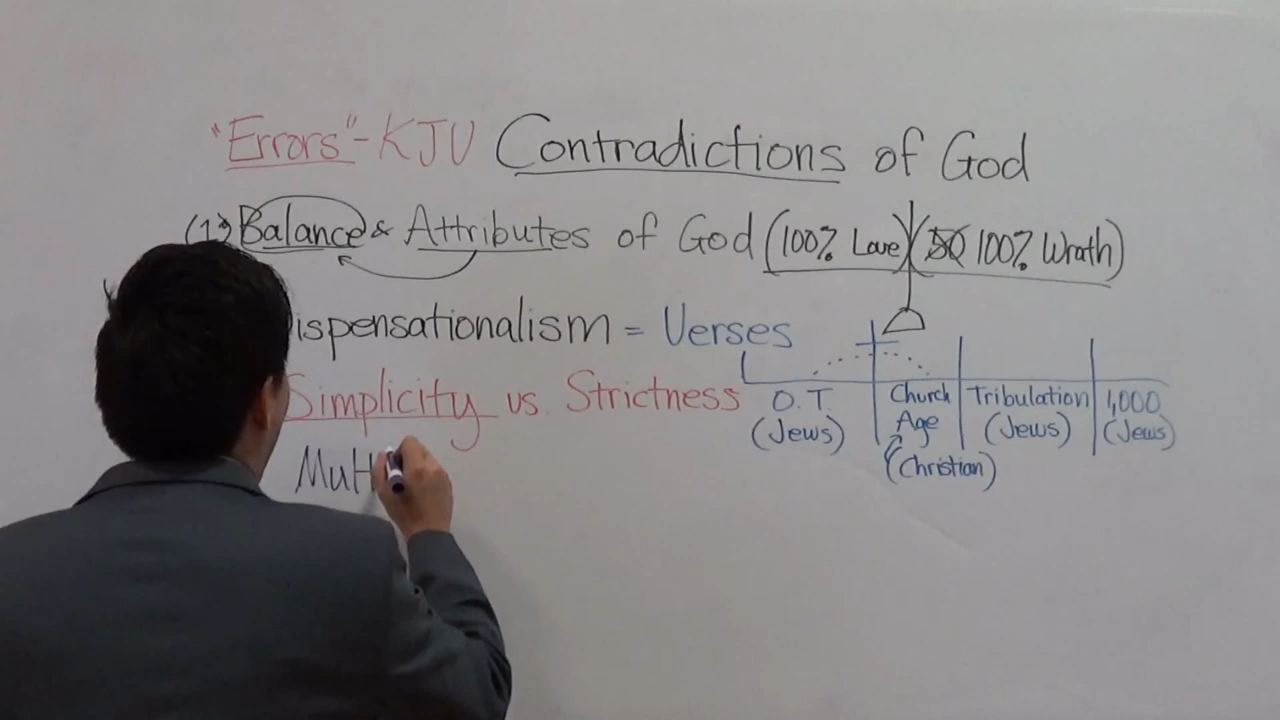 "Errors"-KJV Contradictions of God
(1) Balance & Attributes of God (100% Love)(50 100% Wrath)
ispensationalism = Verses
Simplicity vs. Strictness
O.T. (Jews)
Church Age (Christian)
Tribulation (Jews)
1,000 (Jews)